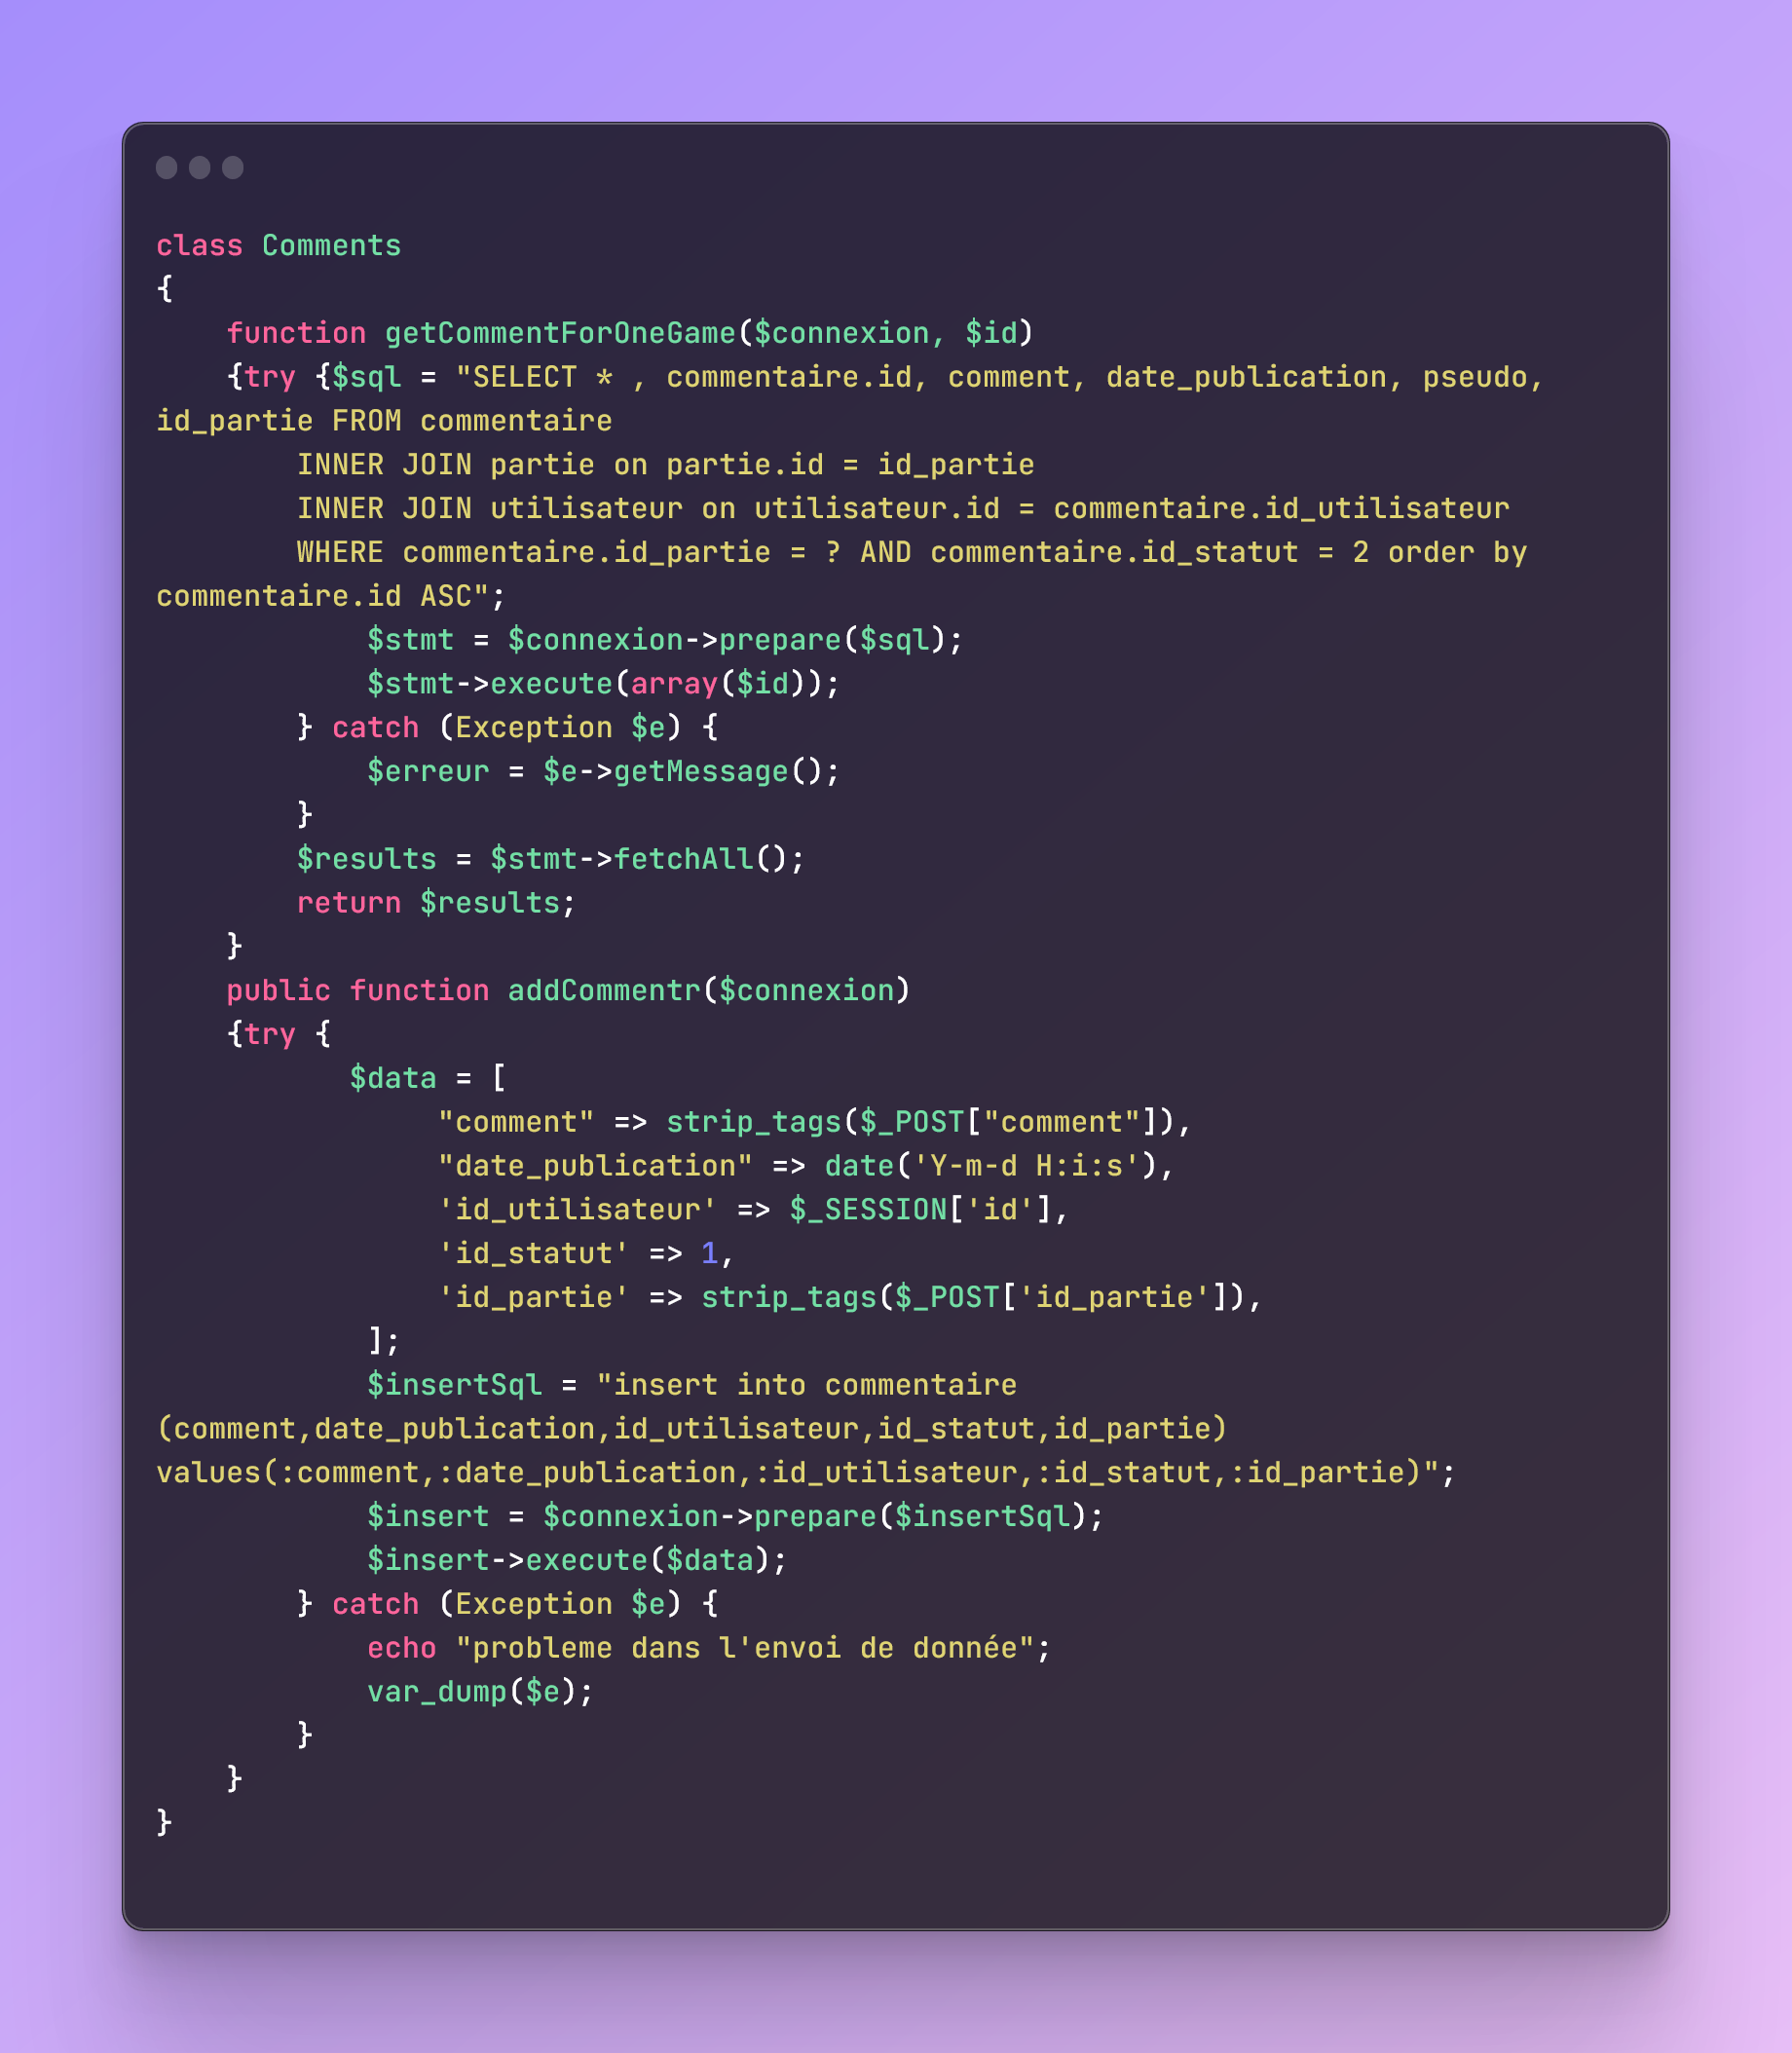 class Comments
{
    function getCommentForOneGame($connexion, $id)
    {try {$sql = "SELECT * , commentaire.id, comment, date_publication, pseudo,
id_partie FROM commentaire
        INNER JOIN partie on partie.id = id_partie
        INNER JOIN utilisateur on utilisateur.id = commentaire.id_utilisateur
        WHERE commentaire.id_partie = ? AND commentaire.id_statut = 2 order by
commentaire.id ASC";
            $stmt = $connexion->prepare($sql);
            $stmt->execute(array($id));
        } catch (Exception $e) {
            $erreur = $e->getMessage();
        }
        $results = $stmt->fetchAll();
        return $results;
    }
    public function addCommentr($connexion)
    {try {
           $data = [
                "comment" => strip_tags($_POST["comment"]),
                "date_publication" => date('Y-m-d H:i:s'),
                'id_utilisateur' => $_SESSION['id'],
                'id_statut' => 1,
                'id_partie' => strip_tags($_POST['id_partie']),
            ];
            $insertSql = "insert into commentaire
(comment,date_publication,id_utilisateur,id_statut,id_partie)
values(:comment,:date_publication,:id_utilisateur,:id_statut,:id_partie)";
            $insert = $connexion->prepare($insertSql);
            $insert->execute($data);
        } catch (Exception $e) {
            echo "probleme dans l'envoi de donnée";
            var_dump($e);
        }
    }
}